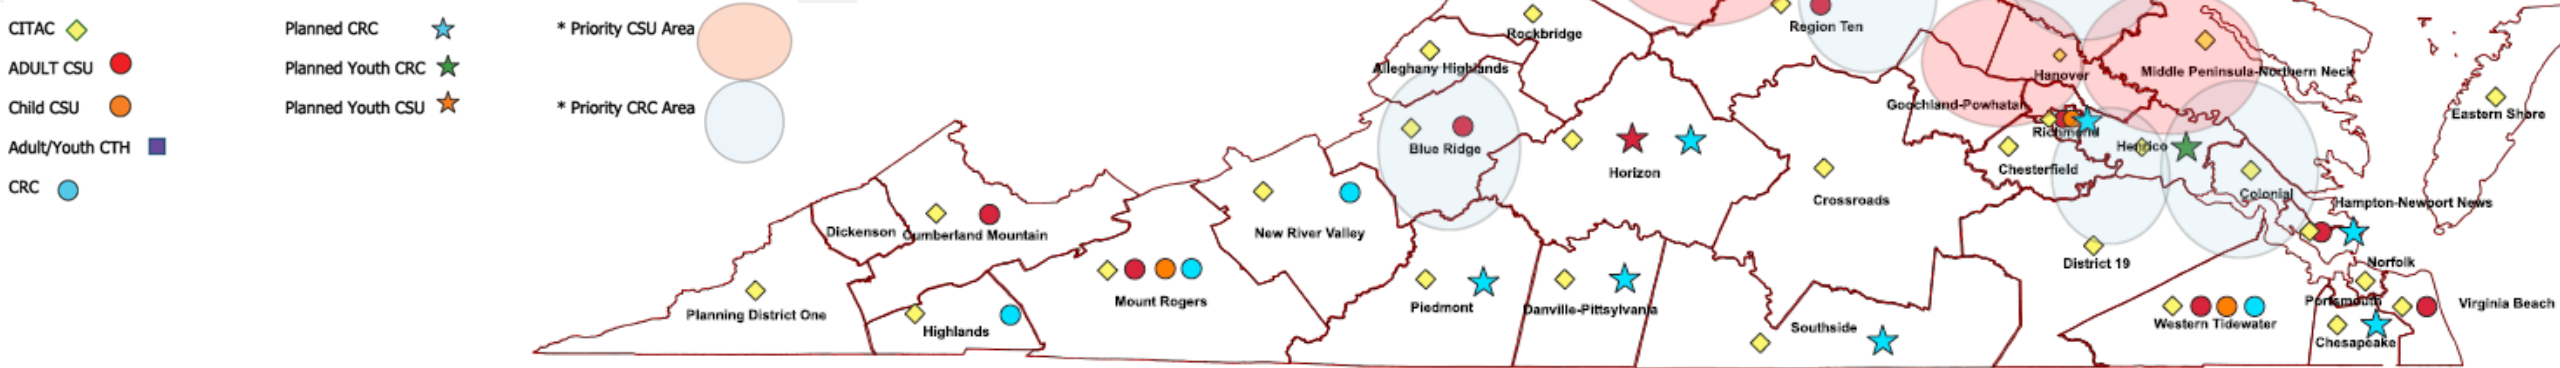 CITAC
Planned CRC
* Priority CSU Area
ADULT CSU
Planned Youth CRC
Child CSU
Planned Youth CSU
* Priority CRC Area
Adult/Youth CTH
CRC
Rockbridge
Region Ten
Alleghany Highlands
Hanover
Middle Peninsula-Northern Neck
Goochland-Powhatan
Eastern Shore
Richmond
Blue Ridge
Henrico
Horizon
Chesterfield
Crossroads
Colonial
Hampton-Newport News
Dickenson
Cumberland Mountain
New River Valley
District 19
Norfolk
Mount Rogers
Piedmont
Danville-Pittsylvania
Portsmouth
Virginia Beach
Planning District One
Highlands
Southside
Western Tidewater
Chesapeake